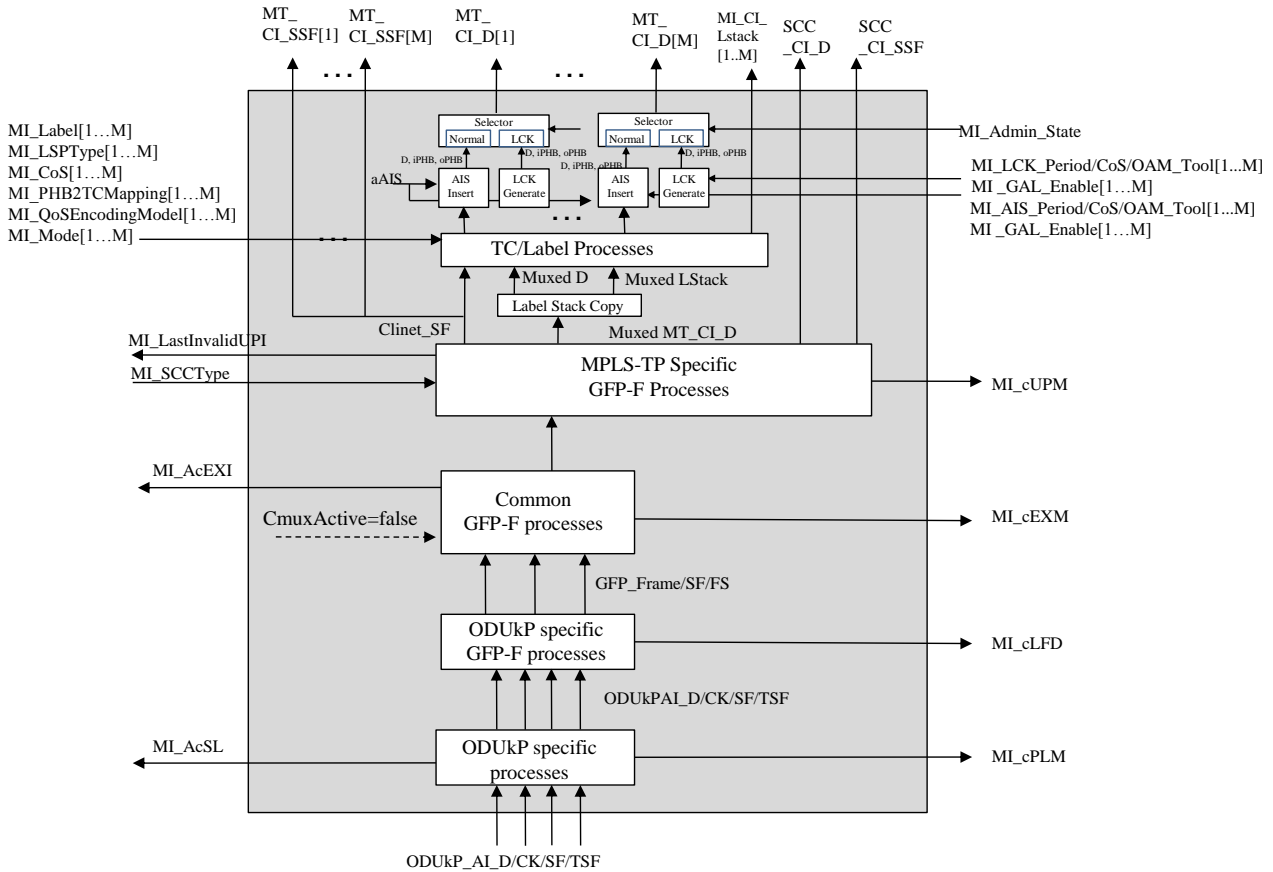 MT_
CI_SSF[1]
MT_
CI_SSF[M]
MT_
CI_D[1]
MT_
CI_D[M]
MI_CI_
Lstack
[1..M]
SCC
_CI_D
SCC
_CI_SSF
...
...
...
Selector
Normal
LCK
Selector
Normal
LCK
MI_Admin_State
MI_Label[1…M]
MI_LSPType[1…M]
MI_CoS[1…M]
MI_PHB2TCMapping[1…M]
MI_QoSEncodingModel[1…M]
MI_Mode[1…M]
D, iPHB, oPHB
D, iPHB, oPHB
D, iPHB, oPHB
D, iPHB, oPHB
aAIS
AIS
Insert
LCK
Generate
AIS
Insert
LCK
Generate
MI_LCK_Period/CoS/OAM_Tool[1...M]
MI _GAL_Enable[1…M]
MI_AIS_Period/CoS/OAM_Tool[1...M]
MI _GAL_Enable[1…M]
...
...
TC/Label Processes
Muxed D
Muxed LStack
Label Stack Copy
Clinet_SF
Muxed MT_CI_D
MI_LastInvalidUPI
MI_SCCType
MPLS-TP Specific
GFP-F Processes
MI_cUPM
MI_AcEXI
Common
GFP-F processes
CmuxActive=false
MI_cEXM
GFP_Frame/SF/FS
ODUkP specific
GFP-F processes
MI_cLFD
ODUkPAI_D/CK/SF/TSF
MI_AcSL
ODUkP specific
processes
MI_cPLM
ODUkP_AI_D/CK/SF/TSF